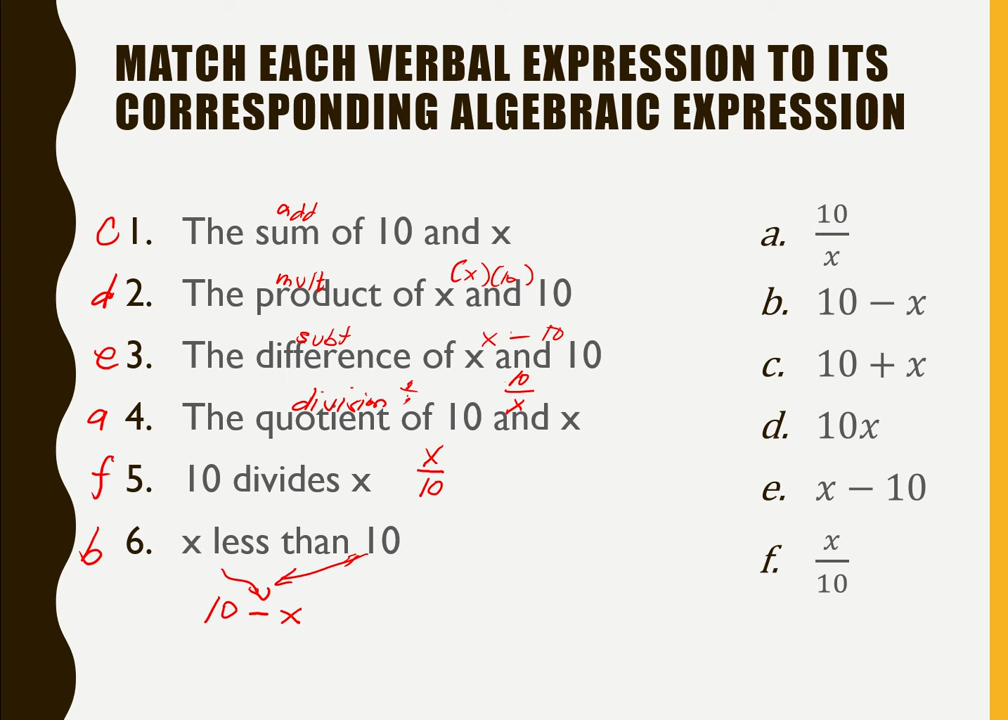 MATCH EACH VERBAL EXPRESSION TO ITS
CORRESPONDING ALGEBRAIC EXPRESSION
add
c 1. The sum of 10 and x
mult (x)(10)
d 2. The product of x and 10
subt x - 10
e 3. The difference of x and 10
division ÷ 10/x
a 4. The quotient of 10 and x
f 5. 10 divides x x/10
b 6. x less than 10
10 - x
a. 10/x
b. 10 − x
c. 10 + x
d. 10x
e. x − 10
f. x/10